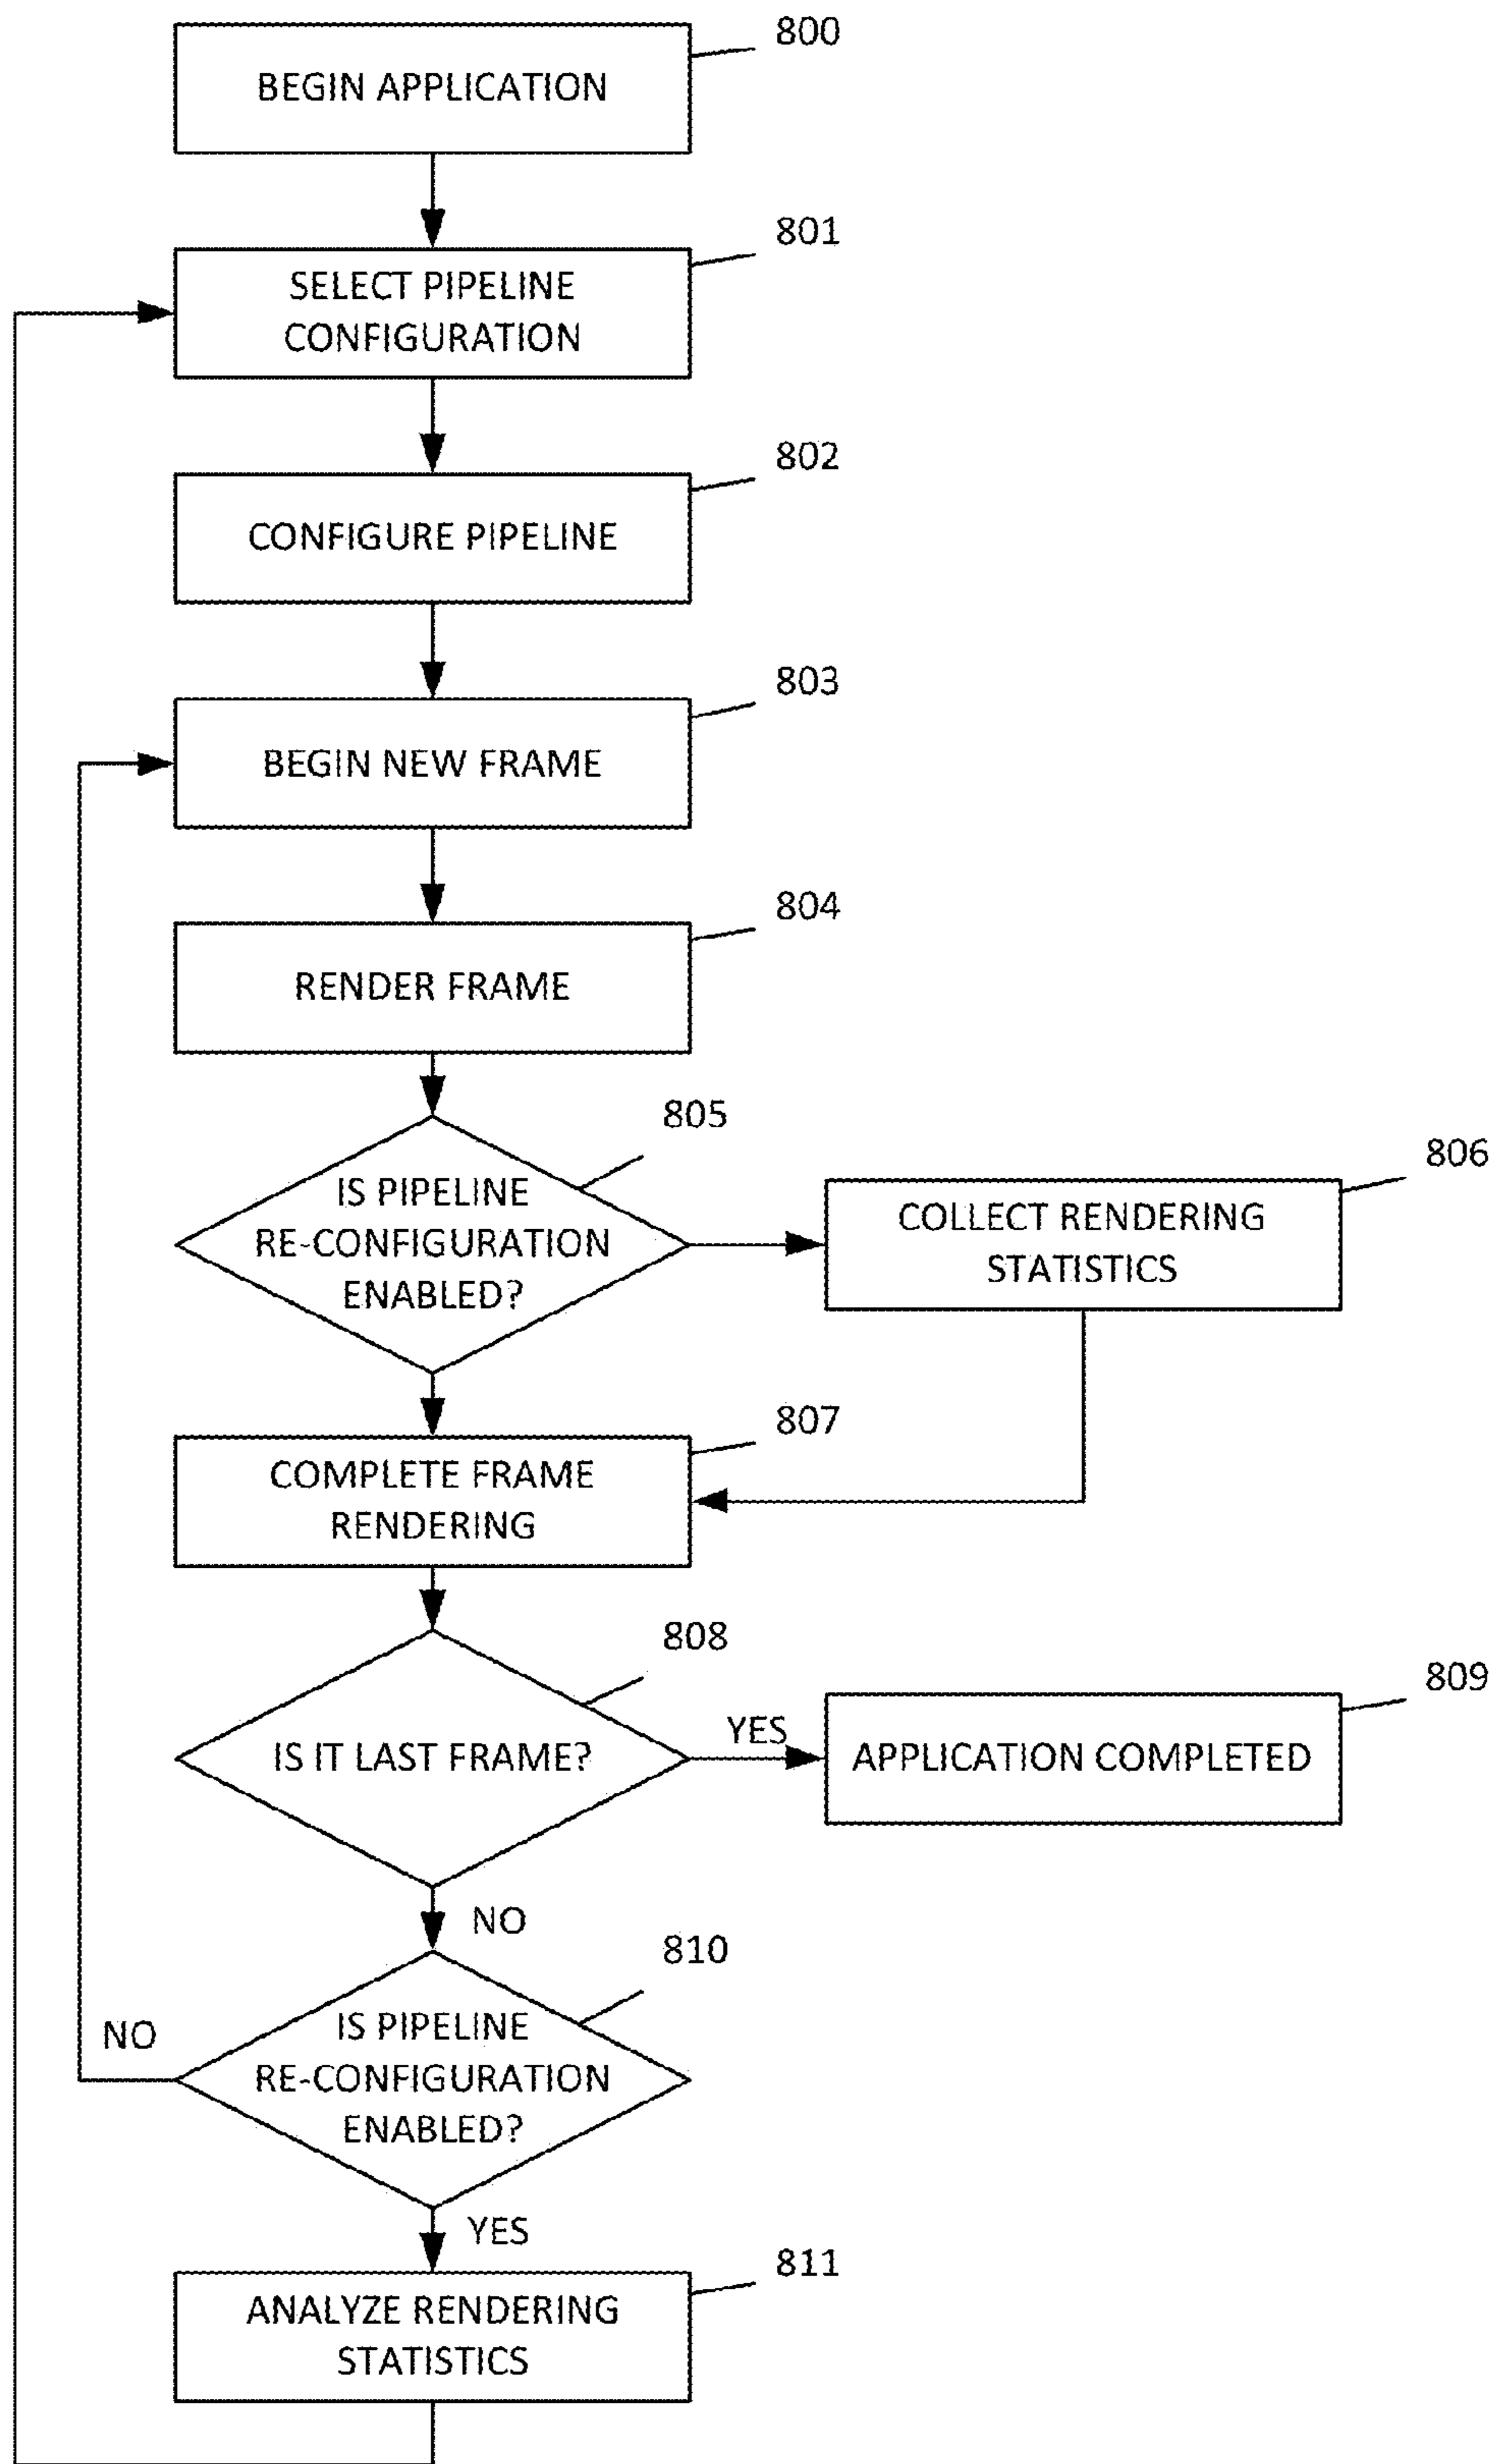 800
BEGIN APPLICATION
801
SELECT PIPELINE
CONFIGURATION
802
CONFIGURE PIPELINE
803
BEGIN NEW FRAME
804
RENDER FRAME
805
IS PIPELINE
RE-CONFIGURATION
ENABLED?
806
COLLECT RENDERING
STATISTICS
807
COMPLETE FRAME
RENDERING
808
IS IT LAST FRAME?
YES
809
APPLICATION COMPLETED
NO
810
IS PIPELINE
RE-CONFIGURATION
ENABLED?
NO
YES
811
ANALYZE RENDERING
STATISTICS